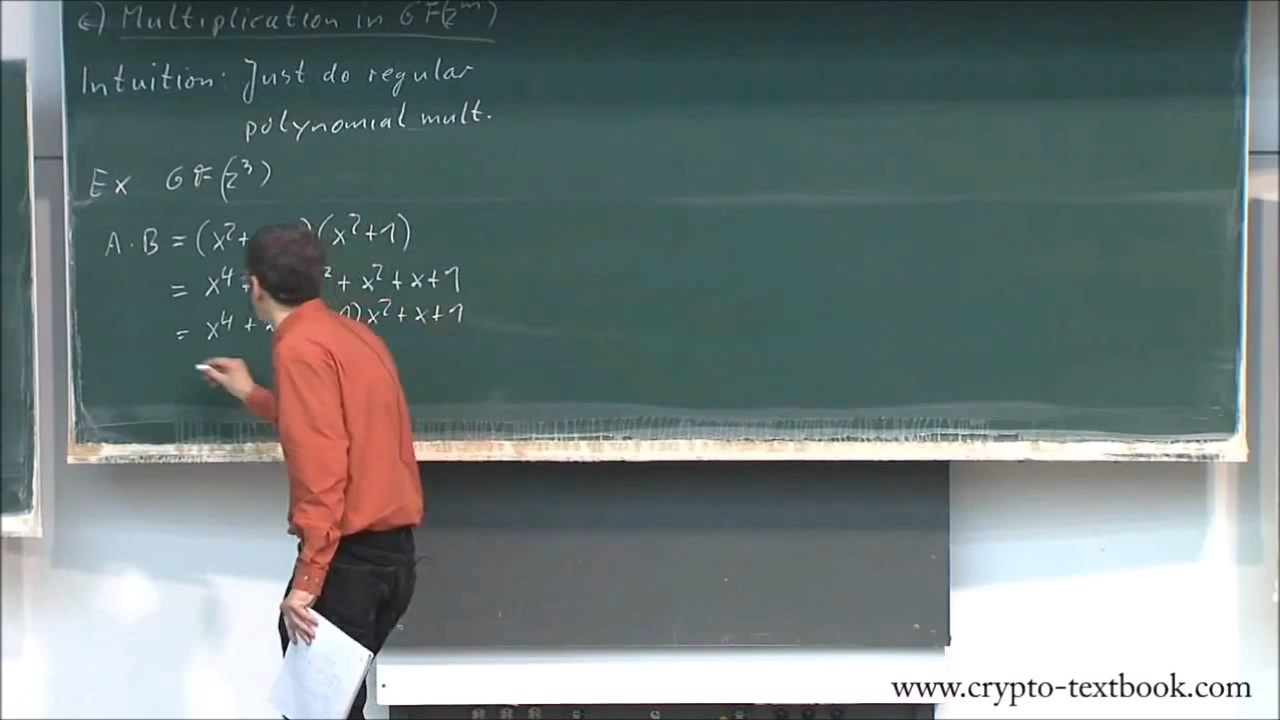 c) Multiplication in GF(2^m)
Intuition: Just do regular
polynomial mult.
Ex GF(2^3)
A·B = (x^2+ )(x^2+1)
= x^4 + ^2 + x^2 + x + 1
= x^4 + 1)x^2 + x + 1
www.crypto-textbook.com